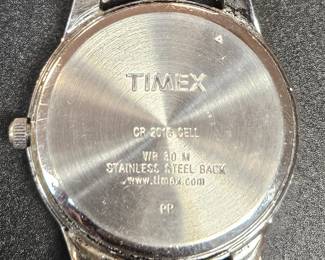 TIMEX
CR 2016 CELL
WR 30 M
STAINLESS STEEL BACK
www.timex.com
PP